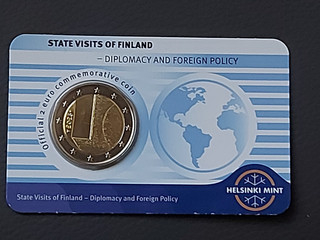 STATE VISITS OF FINLAND
– DIPLOMACY AND FOREIGN POLICY
Official 2 euro commemorative coin
HELSINKI MINT
State Visits of Finland - Diplomacy and Foreign Policy